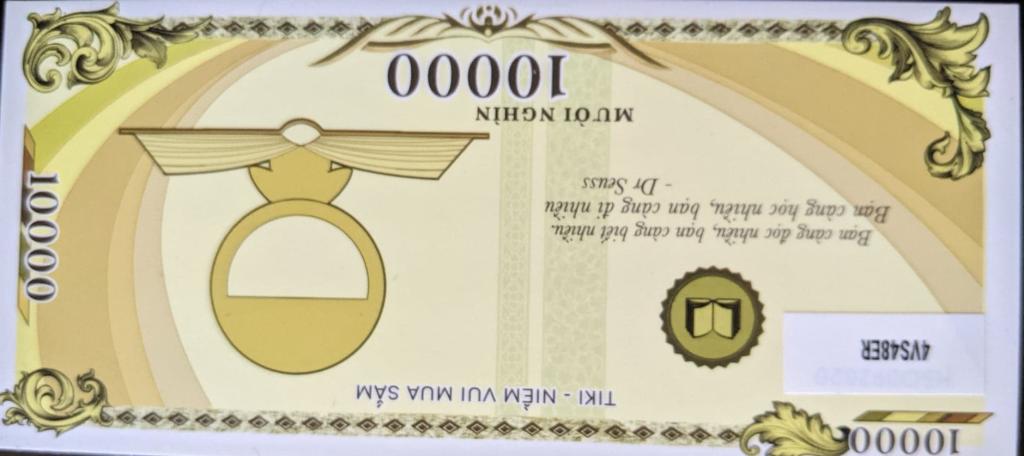 TIKI - NIỀM VUI MUA SẮM
10000
4VS48ER
Bạn càng đọc nhiều, bạn càng biết nhiều.
Bạn càng học nhiều, bạn càng đi nhiều
- Dr Seuss
MƯỜI NGHÌN
10000
10000